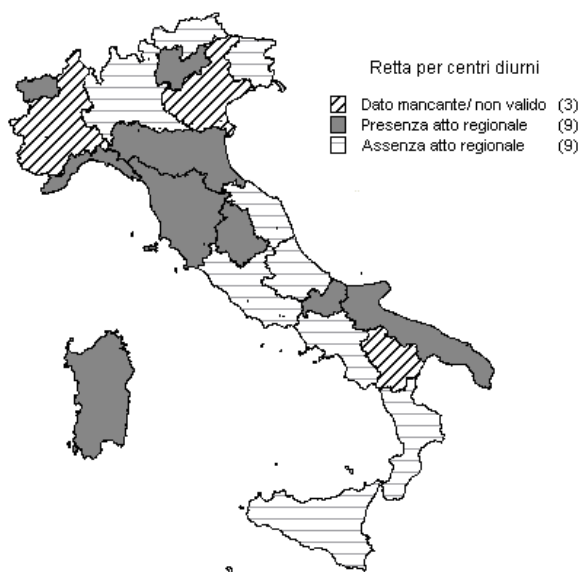 Retta per centri diurni
Dato mancante/ non valido (3)
Presenza atto regionale (9)
Assenza atto regionale (9)